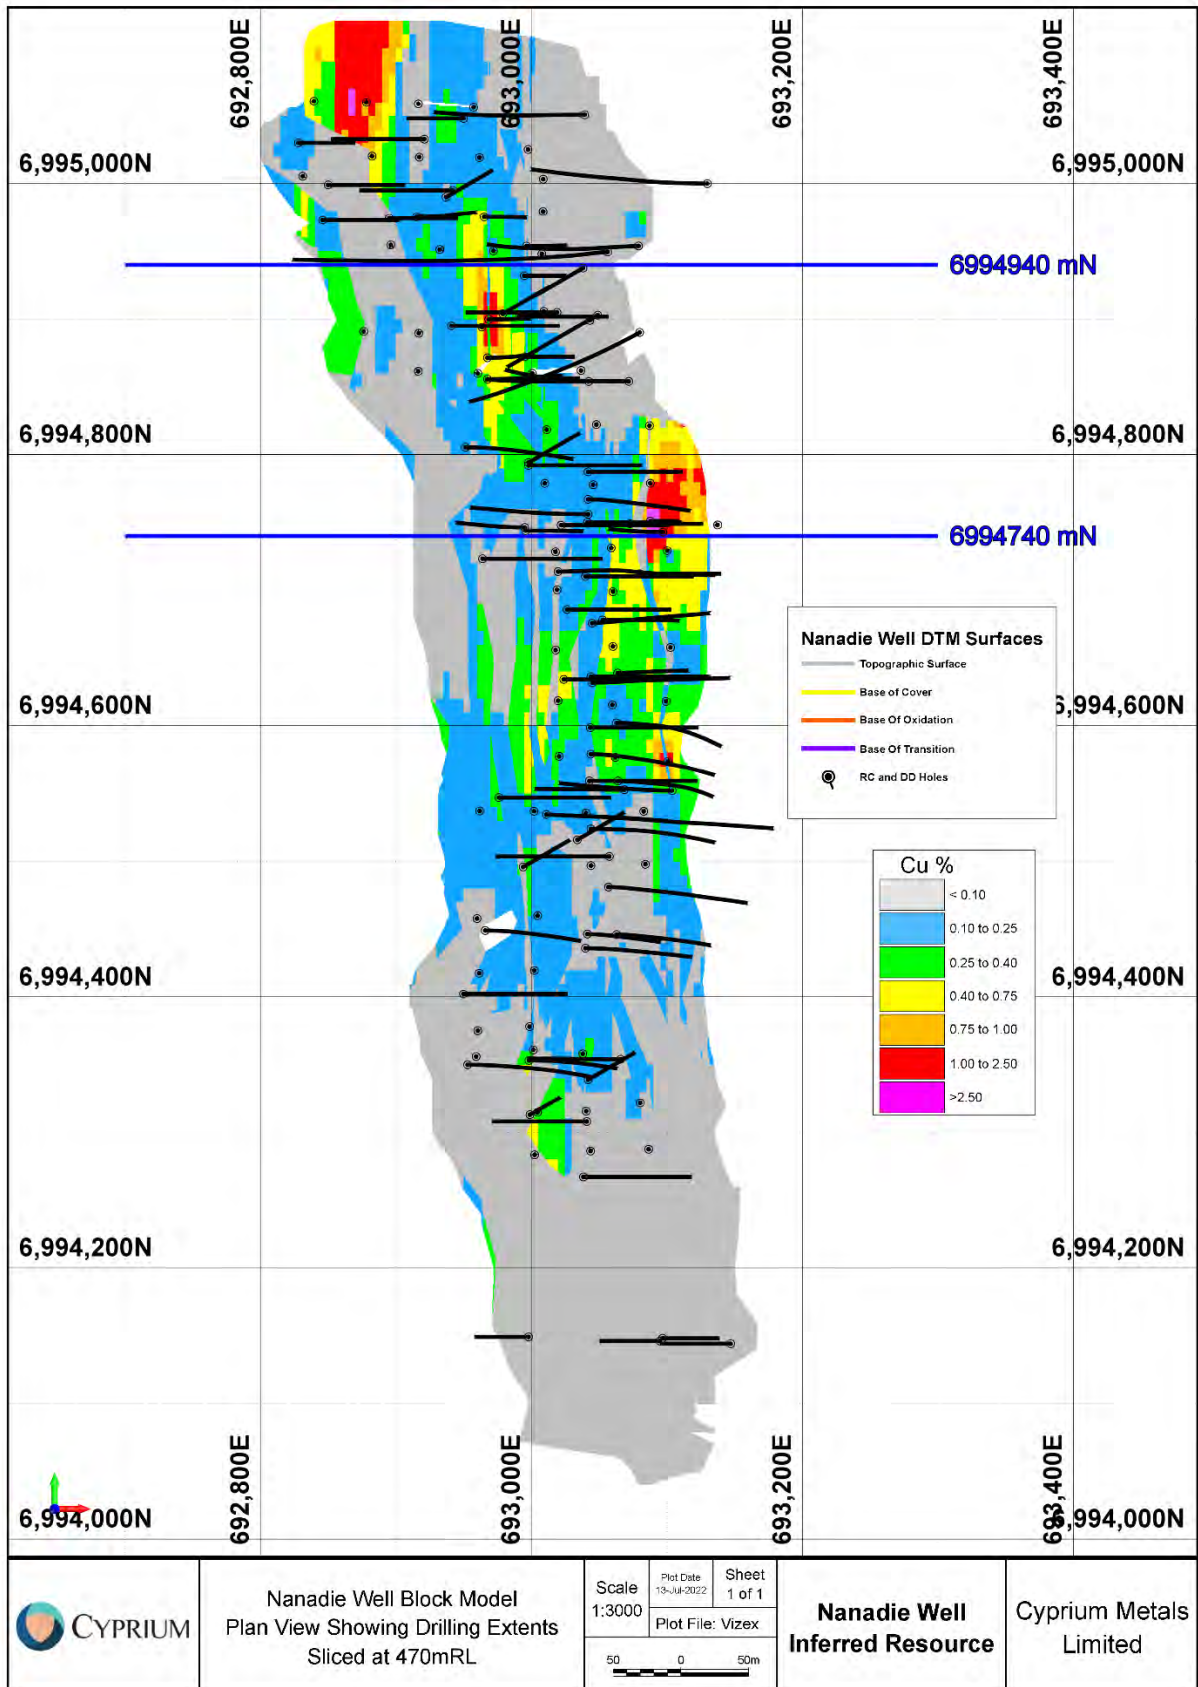 692,800E
693,000E
693,200E
693,400E
6,995,000N
6,995,000N
6994940 mN
6,994,800N
6,994,800N
6994740 mN
Nanadie Well DTM Surfaces
Topographic Surface
Base of Cover
Base Of Oxidation
Base Of Transition
RC and DD Holes
6,994,600N
6,994,600N
Cu %
< 0.10
0.10 to 0.25
0.25 to 0.40
0.40 to 0.75
0.75 to 1.00
1.00 to 2.50
>2.50
6,994,400N
6,994,400N
6,994,200N
6,994,200N
692,800E
693,000E
693,200E
693,400E
6,994,000N
6,994,000N
CYPRIUM
Nanadie Well Block Model
Plan View Showing Drilling Extents
Sliced at 470mRL
Scale
1:3000
Plot Date
13-Jul-2022
Sheet
1 of 1
Plot File: Vizex
50 0 50m
Nanadie Well
Inferred Resource
Cyprium Metals
Limited